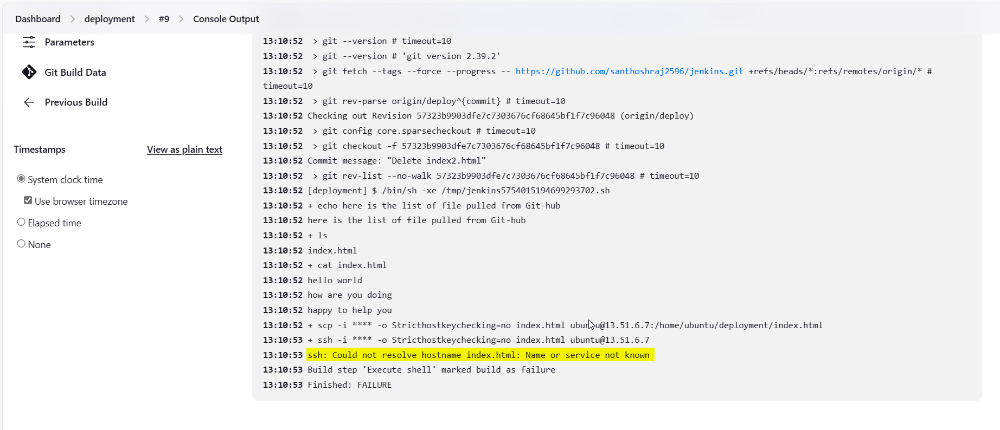 Dashboard > deployment > #9 > Console Output
Parameters
Git Build Data
Previous Build
Timestamps View as plain text
System clock time
Use browser timezone
Elapsed time
None
13:10:52 > git --version # timeout=10
13:10:52 > git --version # 'git version 2.39.2'
13:10:52 > git fetch --tags --force --progress -- https://github.com/santhoshraj2596/jenkins.git +refs/heads/*:refs/remotes/origin/* #
timeout=10
13:10:52 > git rev-parse origin/deploy^{commit} # timeout=10
13:10:52 Checking out Revision 57323b9903dfe7c7303676cf68645bf1f7c96048 (origin/deploy)
13:10:52 > git config core.sparsecheckout # timeout=10
13:10:52 > git checkout -f 57323b9903dfe7c7303676cf68645bf1f7c96048 # timeout=10
13:10:52 Commit message: "Delete index2.html"
13:10:52 > git rev-list --no-walk 57323b9903dfe7c7303676cf68645bf1f7c96048 # timeout=10
13:10:52 [deployment] $ /bin/sh -xe /tmp/jenkins5754015194699293702.sh
13:10:52 + echo here is the list of file pulled from Git-hub
13:10:52 here is the list of file pulled from Git-hub
13:10:52 + ls
13:10:52 index.html
13:10:52 + cat index.html
13:10:52 hello world
13:10:52 how are you doing
13:10:52 happy to help you
13:10:52 + scp -i **** -o Stricthostkeychecking=no index.html ubuntu@13.51.6.7:/home/ubuntu/deployment/index.html
13:10:53 + ssh -i **** -o Stricthostkeychecking=no index.html ubuntu@13.51.6.7
13:10:53 ssh: Could not resolve hostname index.html: Name or service not known
13:10:53 Build step 'Execute shell' marked build as failure
13:10:53 Finished: FAILURE